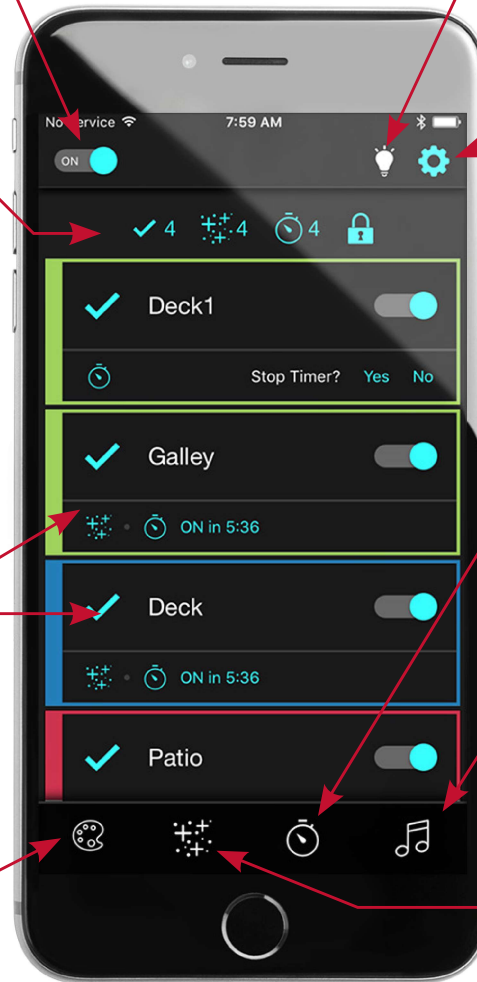 No Service 7:59 AM
ON
4 4 4
Deck1
Stop Timer? Yes No
Galley
ON in 5:36
Deck
ON in 5:36
Patio